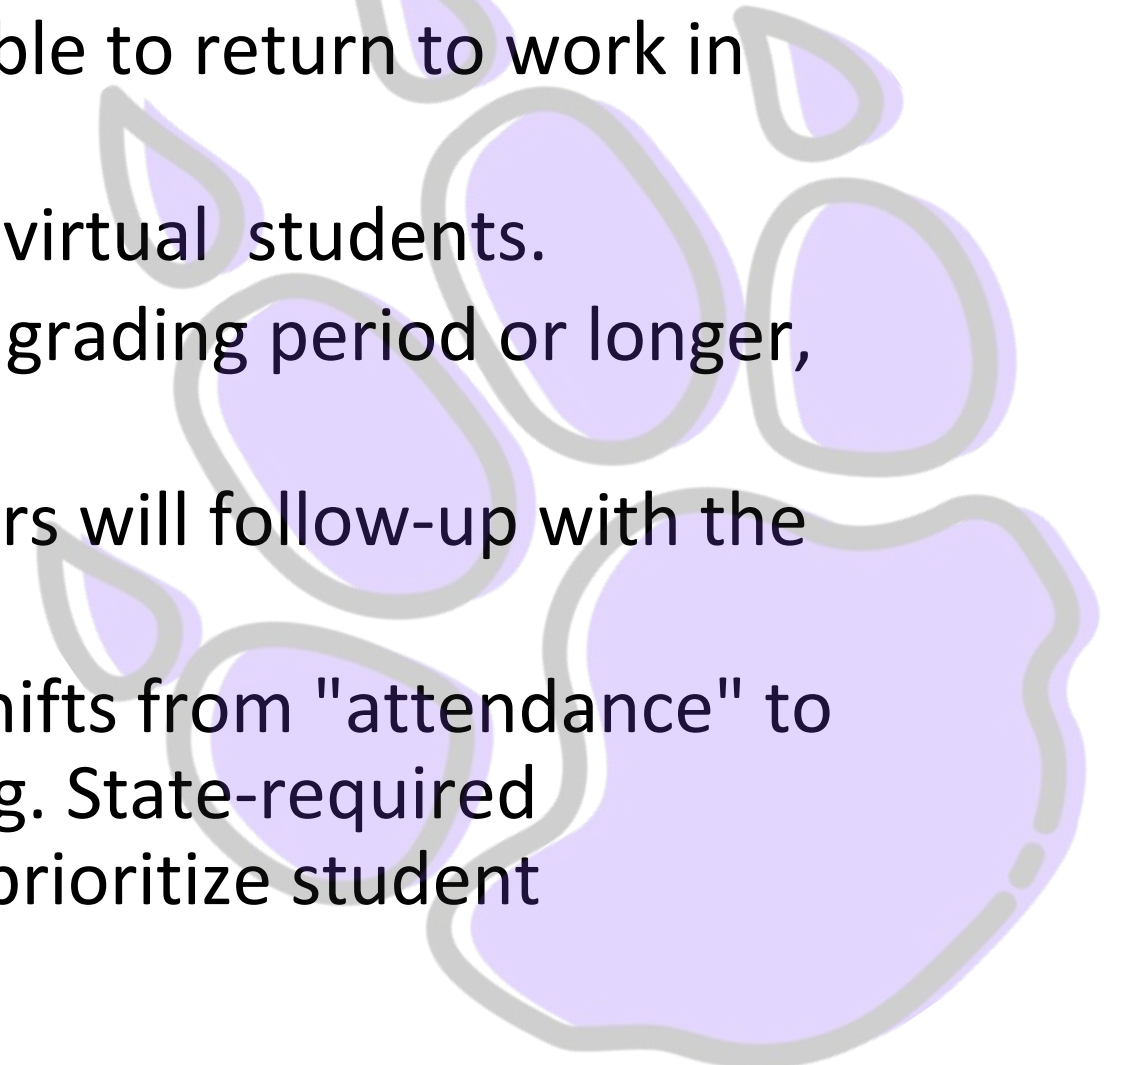 ble to return to work in
virtual  students.
grading period or longer,
rs will follow-up with the
hifts from "attendance" to
g. State-required
prioritize student